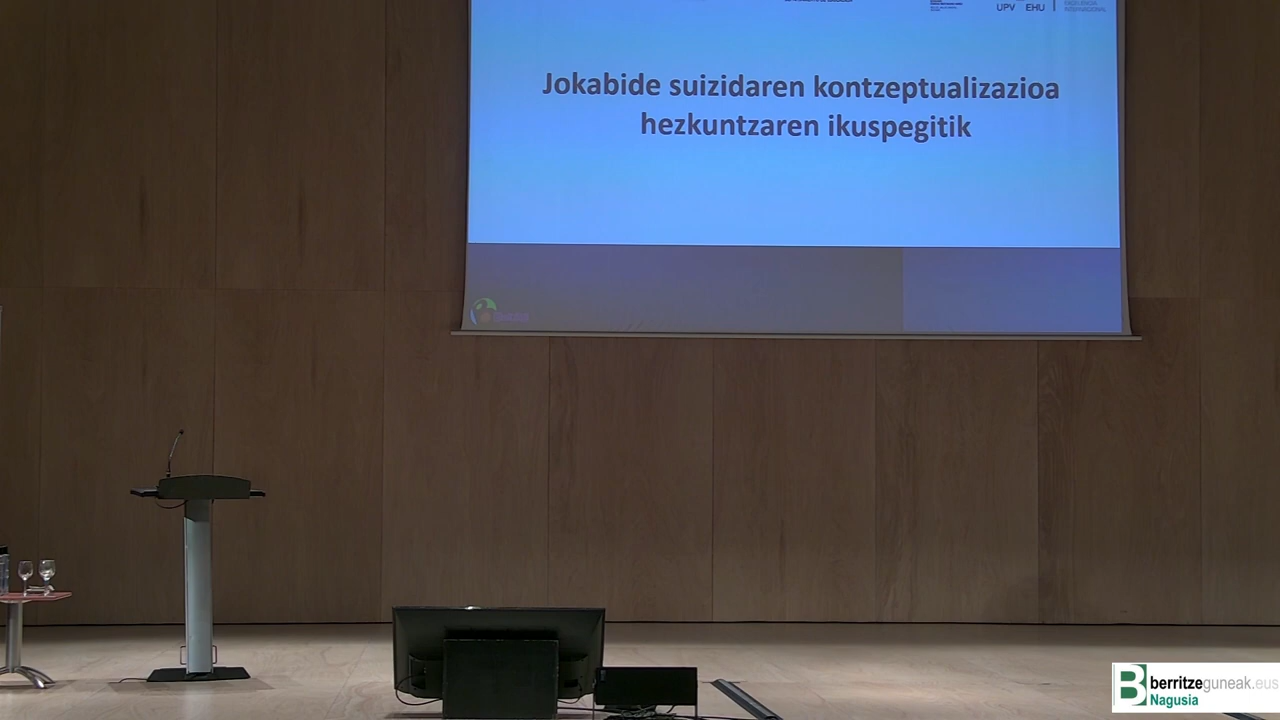 UPV EHU
Jokabide suizidaren kontzeptualizazioa
hezkuntzaren ikuspegitik
berritzeguneak.eus
Nagusia